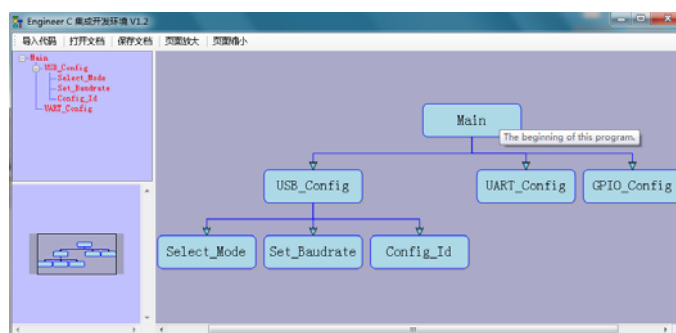 Engineer C 集成开发环境 V1.2
导入代码 打开文档 保存文档 页面放大 页面缩小
Main
USB_Config
Select_Mode
Set_Baudrate
Config_Id
UART_Config
Main
The beginning of this program.
USB_Config UART_Config GPIO_Config
Select_Mode Set_Baudrate Config_Id